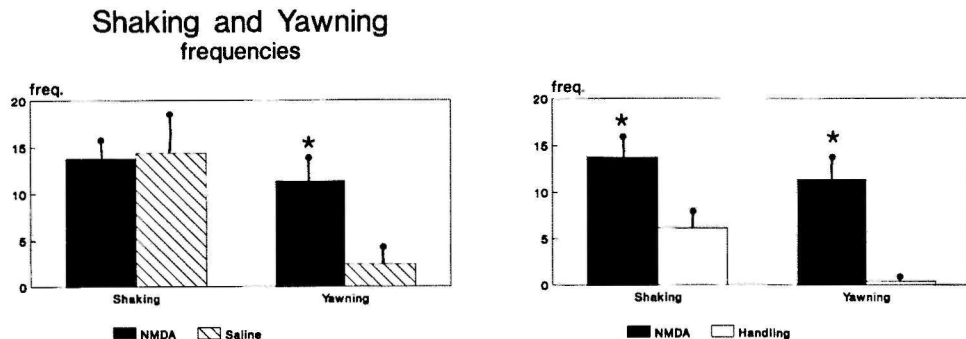 Shaking and Yawning
frequencies
freq.
20
15
10
5
0
*
Shaking
Yawning
NMDA
Saline
freq.
20
15
10
5
0
*
*
Shaking
Yawning
NMDA
Handling